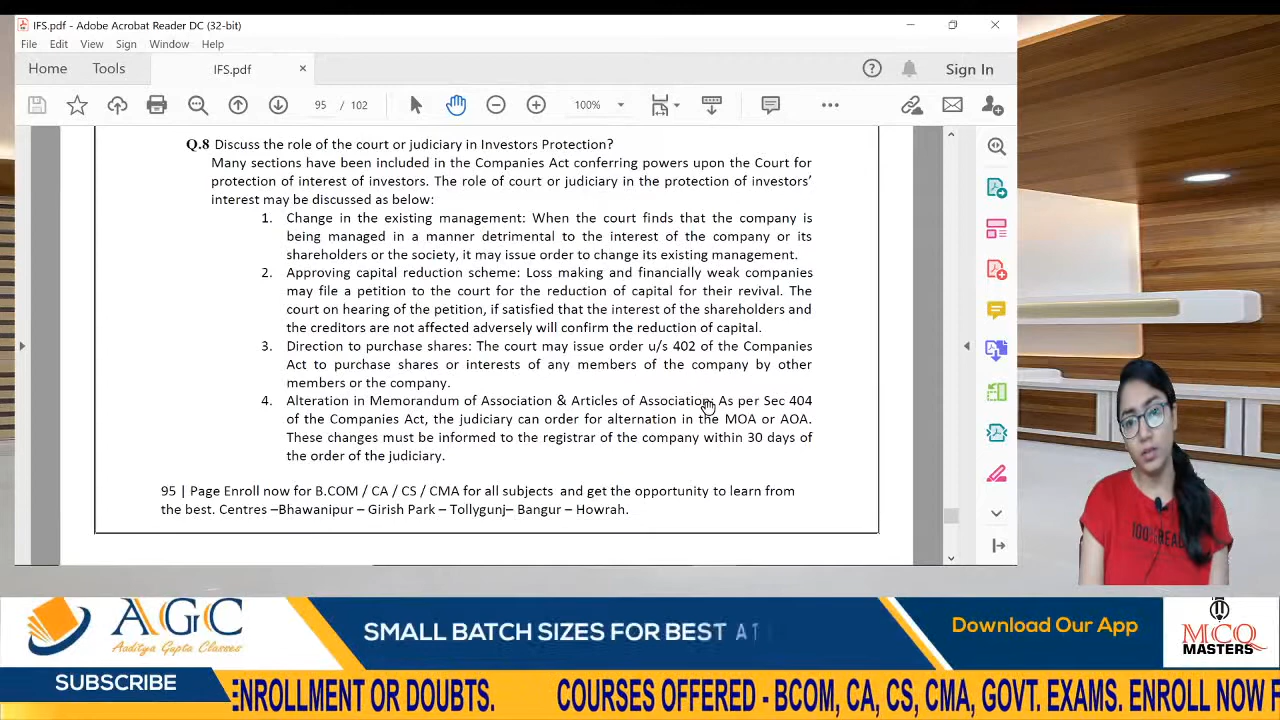 IFS.pdf - Adobe Acrobat Reader DC (32-bit)
File Edit View Sign Window Help
Home Tools IFS.pdf × Sign In
95 / 102 100%
Q.8 Discuss the role of the court or judiciary in Investors Protection?
Many sections have been included in the Companies Act conferring powers upon the Court for
protection of interest of investors. The role of court or judiciary in the protection of investors'
interest may be discussed as below:
1. Change in the existing management: When the court finds that the company is
being managed in a manner detrimental to the interest of the company or its
shareholders or the society, it may issue order to change its existing management.
2. Approving capital reduction scheme: Loss making and financially weak companies
may file a petition to the court for the reduction of capital for their revival. The
court on hearing of the petition, if satisfied that the interest of the shareholders and
the creditors are not affected adversely will confirm the reduction of capital.
3. Direction to purchase shares: The court may issue order u/s 402 of the Companies
Act to purchase shares or interests of any members of the company by other
members or the company.
4. Alteration in Memorandum of Association & Articles of Association: As per Sec 404
of the Companies Act, the judiciary can order for alternation in the MOA or AOA.
These changes must be informed to the registrar of the company within 30 days of
the order of the judiciary.
95 | Page Enroll now for B.COM / CA / CS / CMA for all subjects and get the opportunity to learn from
the best. Centres –Bhawanipur – Girish Park – Tollygunj– Bangur – Howrah.
AGC
Aaditya Gupta Classes
SMALL BATCH SIZES FOR BEST AT
Download Our App
MCQ
MASTERS
SUBSCRIBE
ENROLLMENT OR DOUBTS. COURSES OFFERED - BCOM, CA, CS, CMA, GOVT. EXAMS. ENROLL NOW F